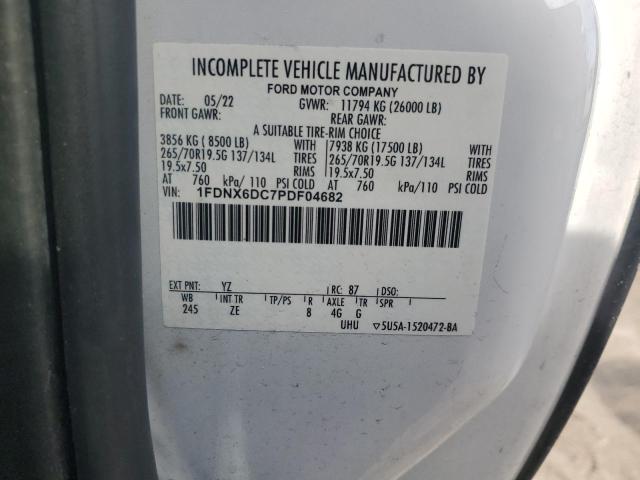 INCOMPLETE VEHICLE MANUFACTURED BY
FORD MOTOR COMPANY
DATE: 05/22 GVWR: 11794 KG (26000 LB)
FRONT GAWR: REAR GAWR:
A SUITABLE TIRE-RIM CHOICE
3856 KG ( 8500 LB) WITH 7938 KG (17500 LB) WITH
265/70R19.5G 137/134L TIRES 265/70R19.5G 137/134L TIRES
19.5x7.50 RIMS 19.5x7.50 RIMS
AT 760 kPa/ 110 PSI COLD AT 760 kPa/110
VIN: 1FDNX6DC7PDF04682
EXT PNT: YZ RC: 87 DSO:
WB INT TR TP/PS R AXLE TR SPR
245 ZE 8 4G G
UHU ▽5U5A-1520472-BA